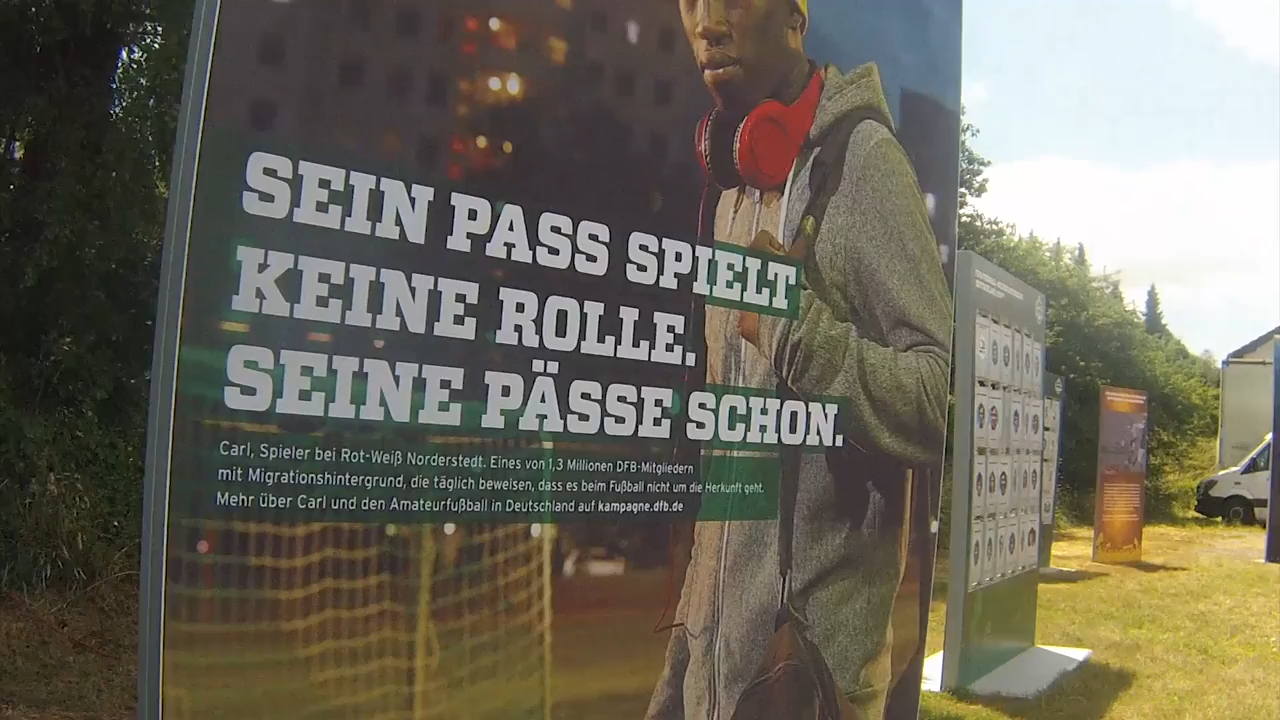 SEIN PASS SPIELT
KEINE ROLLE.
SEINE PÄSSE SCHON.
Carl, Spieler bei Rot-Weiß Norderstedt. Eines von 1,3 Millionen DFB-Mitgliedern
mit Migrationshintergrund, die täglich beweisen, dass es beim Fußball nicht um die Herkunft geht.
Mehr über Carl und den Amateurfußball in Deutschland auf kampagne.dfb.de